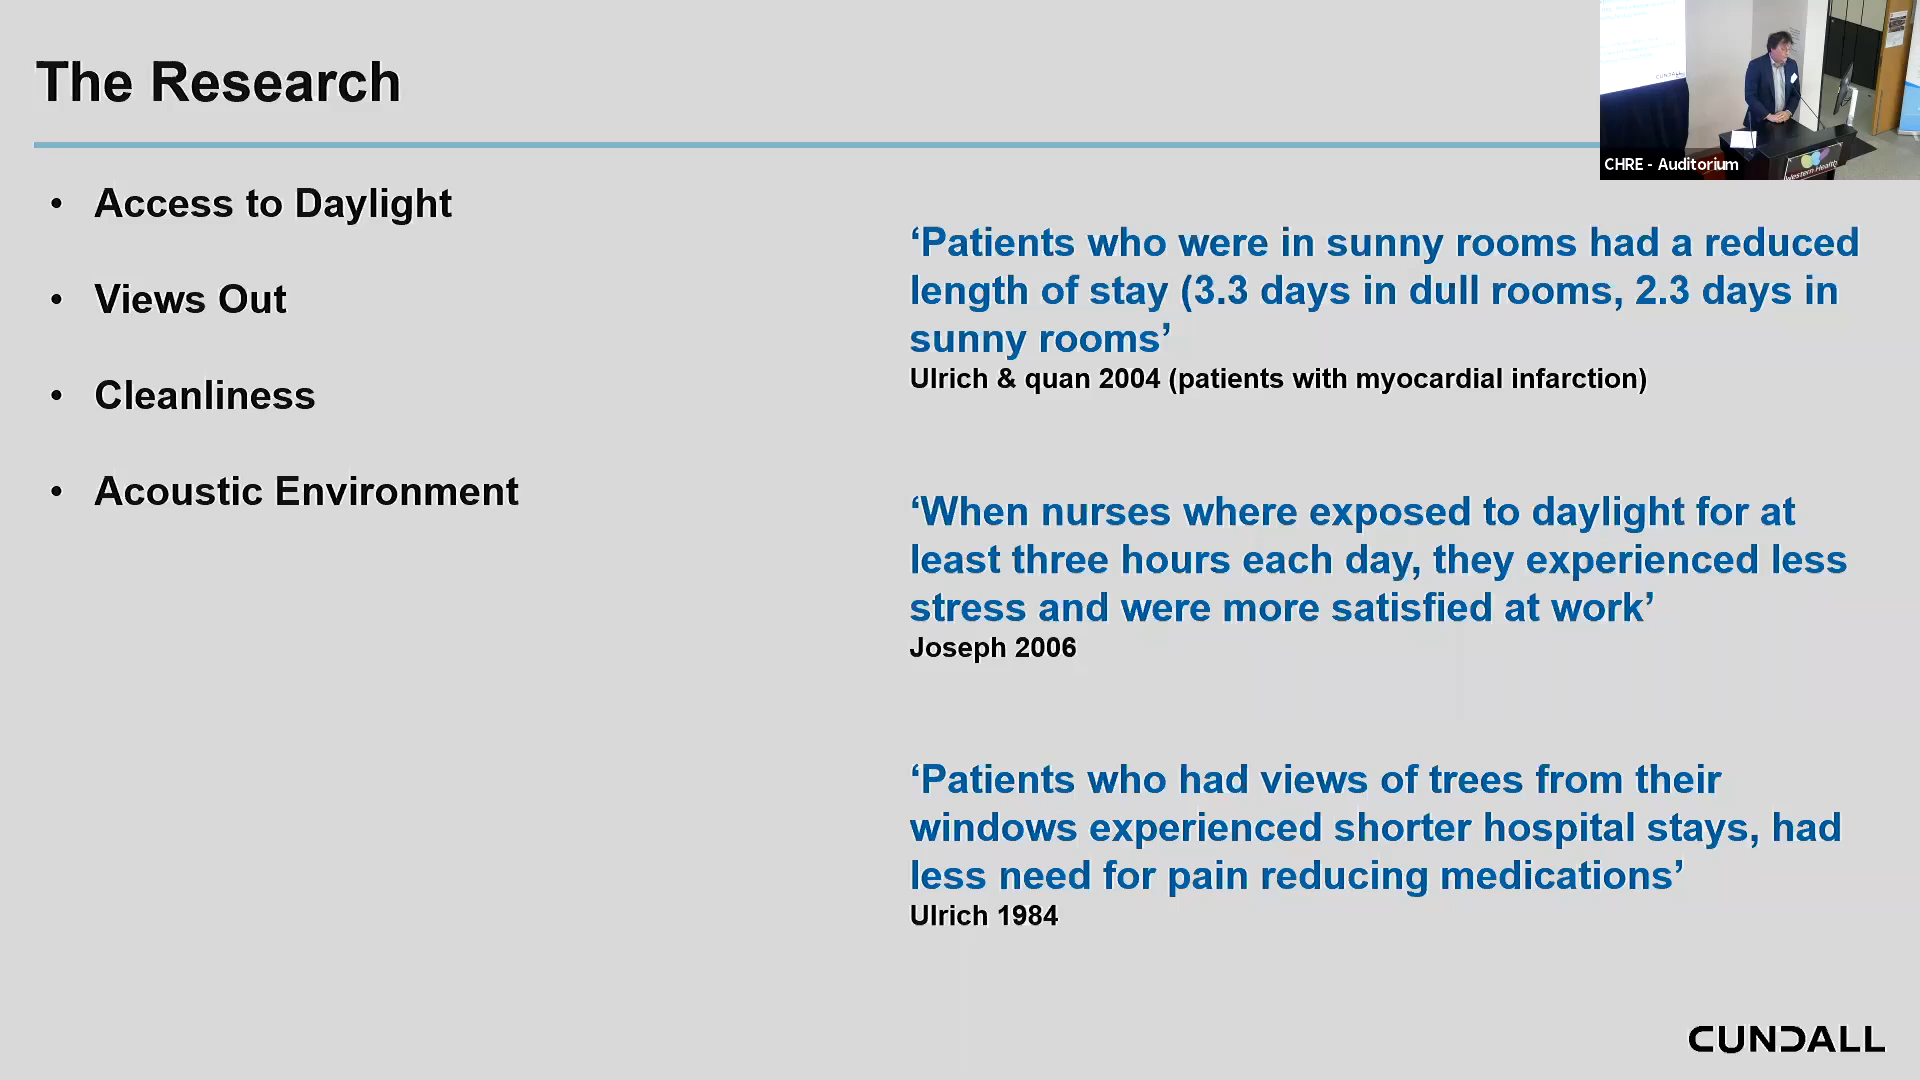 The Research
• Access to Daylight
• Views Out
• Cleanliness
• Acoustic Environment
‘Patients who were in sunny rooms had a reduced
length of stay (3.3 days in dull rooms, 2.3 days in
sunny rooms’
Ulrich & quan 2004 (patients with myocardial infarction)
‘When nurses where exposed to daylight for at
least three hours each day, they experienced less
stress and were more satisfied at work’
Joseph 2006
‘Patients who had views of trees from their
windows experienced shorter hospital stays, had
less need for pain reducing medications’
Ulrich 1984
CUNDALL
CHRE - Auditorium
Western Health